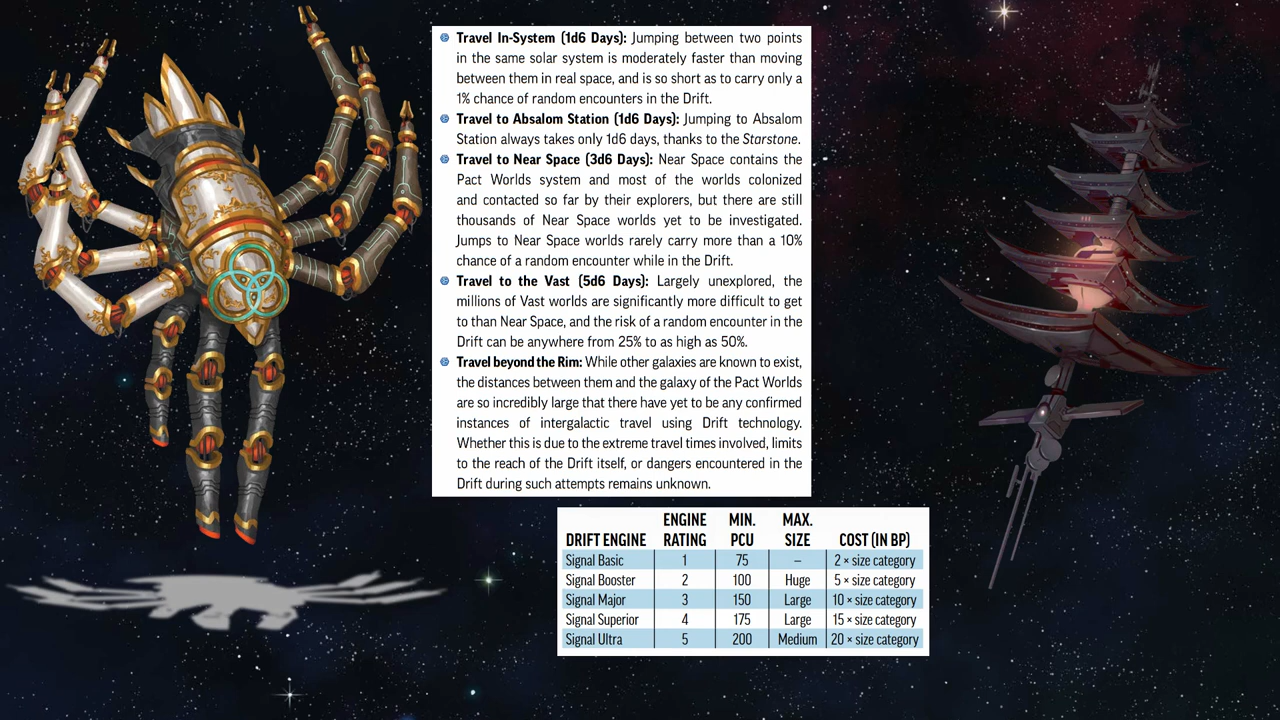 Travel In-System (1d6 Days): Jumping between two points
in the same solar system is moderately faster than moving
between them in real space, and is so short as to carry only a
1% chance of random encounters in the Drift.
Travel to Absalom Station (1d6 Days): Jumping to Absalom
Station always takes only 1d6 days, thanks to the Starstone.
Travel to Near Space (3d6 Days): Near Space contains the
Pact Worlds system and most of the worlds colonized
and contacted so far by their explorers, but there are still
thousands of Near Space worlds yet to be investigated.
Jumps to Near Space worlds rarely carry more than a 10%
chance of a random encounter while in the Drift.
Travel to the Vast (5d6 Days): Largely unexplored, the
millions of Vast worlds are significantly more difficult to get
to than Near Space, and the risk of a random encounter in the
Drift can be anywhere from 25% to as high as 50%.
Travel beyond the Rim: While other galaxies are known to exist,
the distances between them and the galaxy of the Pact Worlds
are so incredibly large that there have yet to be any confirmed
instances of intergalactic travel using Drift technology.
Whether this is due to the extreme travel times involved, limits
to the reach of the Drift itself, or dangers encountered in the
Drift during such attempts remains unknown.
ENGINE MIN. MAX.
DRIFT ENGINE RATING PCU SIZE COST (IN BP)
Signal Basic 1 75 – 2 × size category
Signal Booster 2 100 Huge 5 × size category
Signal Major 3 150 Large 10 × size category
Signal Superior 4 175 Large 15 × size category
Signal Ultra 5 200 Medium 20 × size category